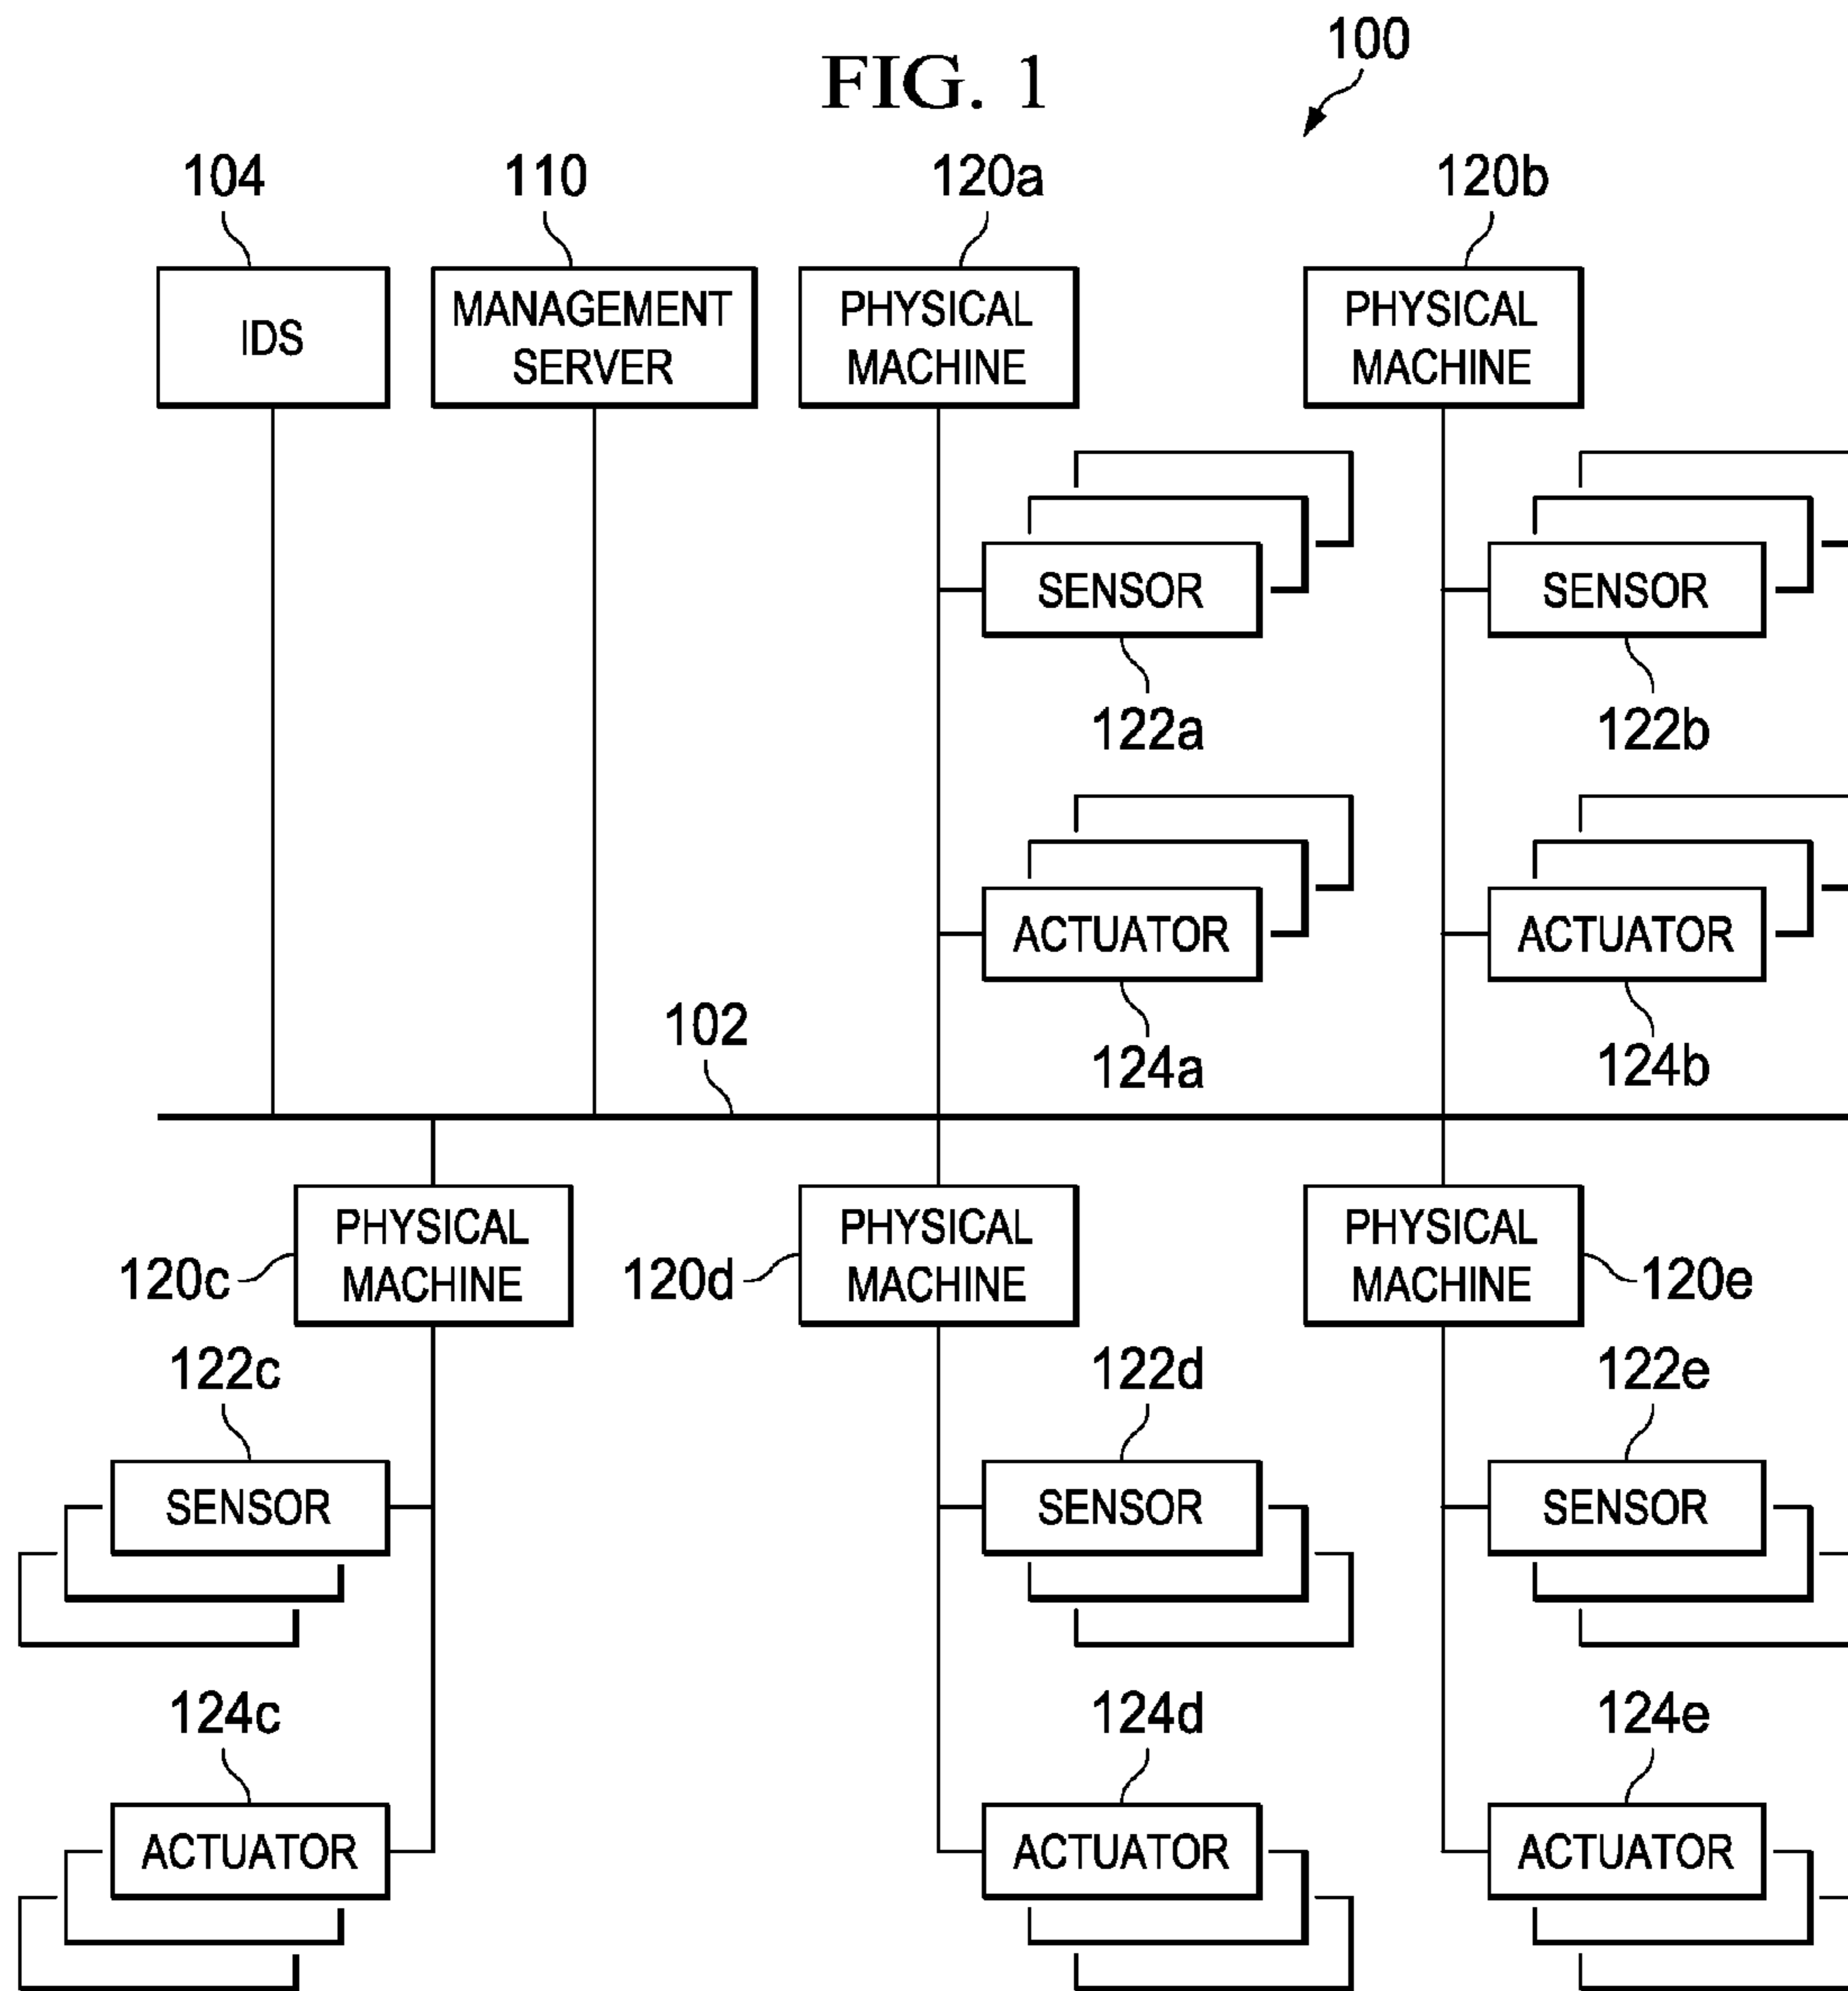 FIG. 1
100
104
110
120a
120b
IDS
MANAGEMENT
SERVER
PHYSICAL
MACHINE
PHYSICAL
MACHINE
SENSOR
SENSOR
122a
122b
ACTUATOR
ACTUATOR
102
124a
124b
PHYSICAL
MACHINE
PHYSICAL
MACHINE
PHYSICAL
MACHINE
120c
120d
120e
122c
122d
122e
SENSOR
SENSOR
SENSOR
124c
124d
124e
ACTUATOR
ACTUATOR
ACTUATOR